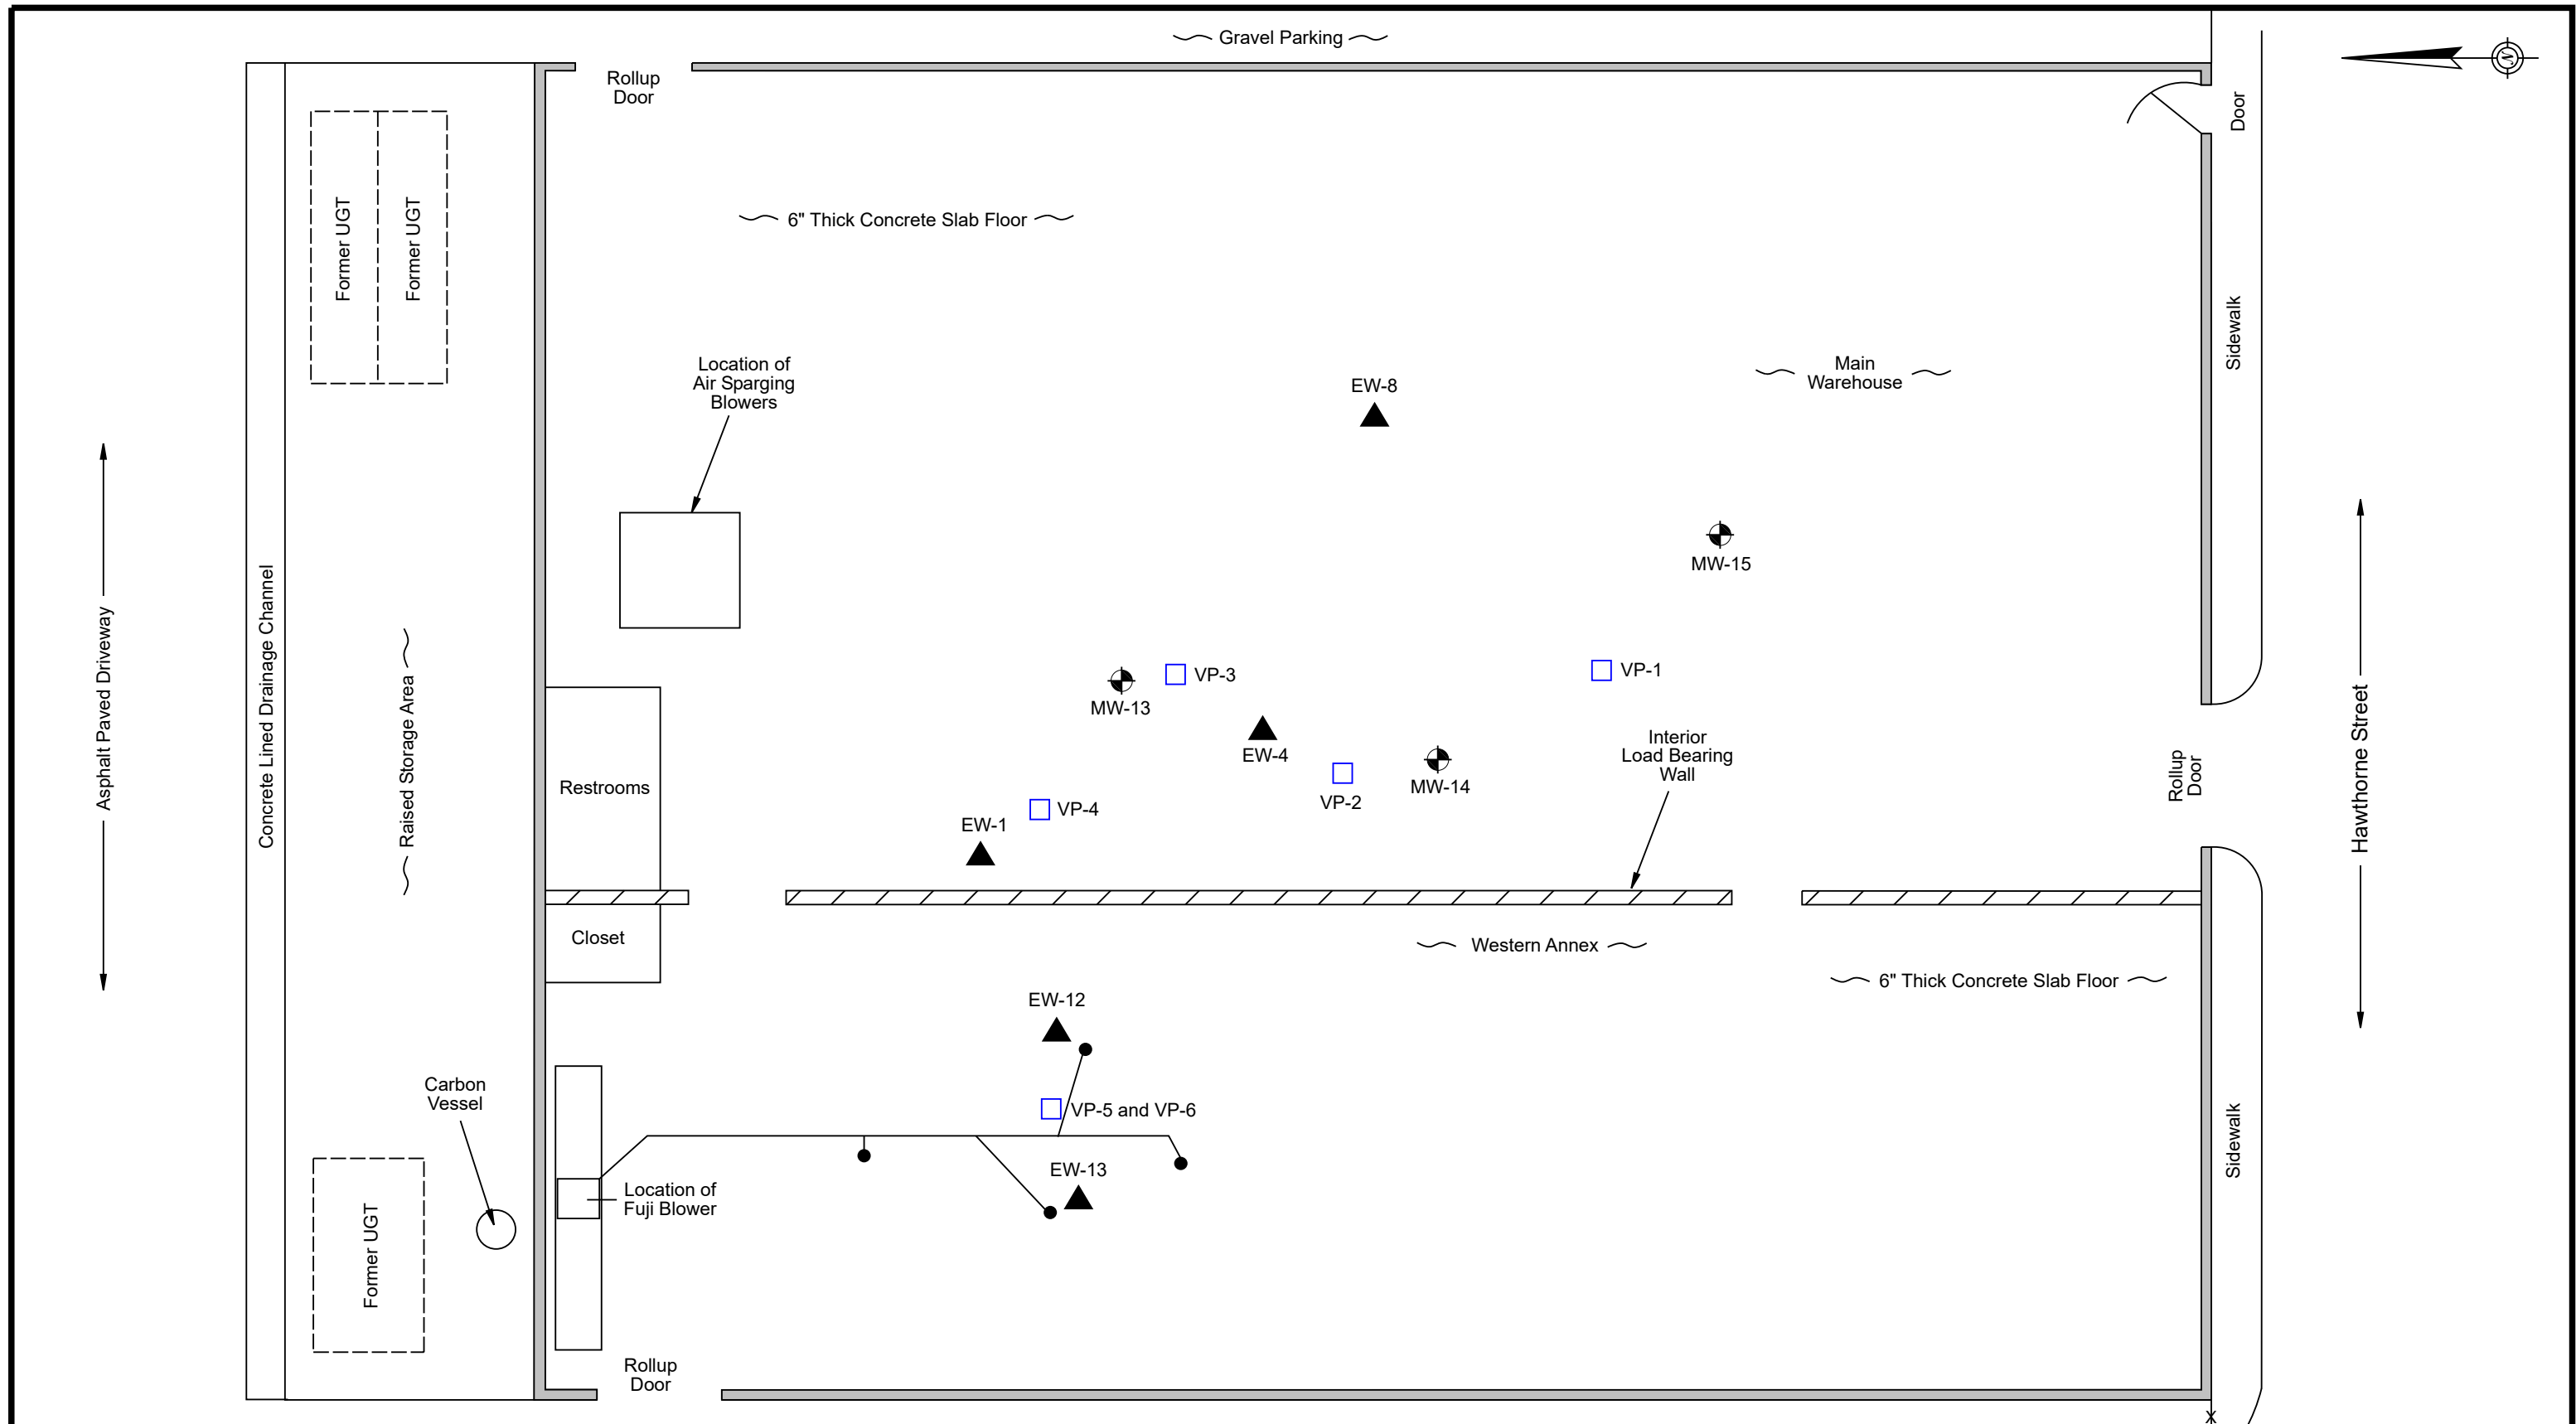 Gravel Parking
Rollup
Door
Door
N
Former UGT
Former UGT
6" Thick Concrete Slab Floor
Sidewalk
Location of
Air Sparging
Blowers
Main
Warehouse
EW-8
MW-15
Asphalt Paved Driveway
Concrete Lined Drainage Channel
Raised Storage Area
VP-3
VP-1
MW-13
EW-4
Interior
Load Bearing
Wall
Restrooms
MW-14
VP-2
VP-4
EW-1
Rollup
Door
Hawthorne Street
Closet
Western Annex
6" Thick Concrete Slab Floor
EW-12
Carbon
Vessel
VP-5 and VP-6
Sidewalk
EW-13
Location of
Fuji Blower
Former UGT
Rollup
Door
X